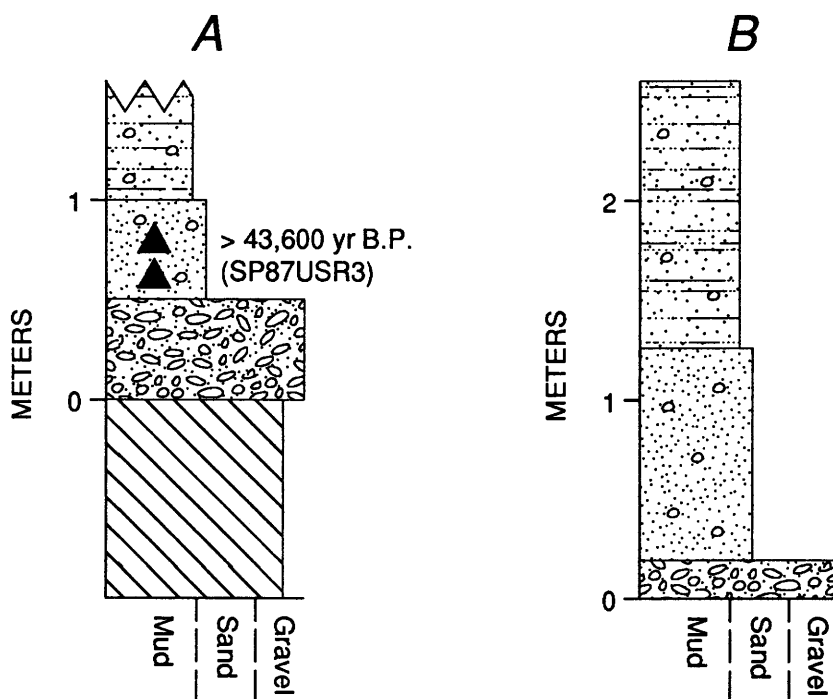 A
1
> 43,600 yr B.P.
(SP87USR3)
METERS
0
Mud
Sand
Gravel
B
2
METERS
1
0
Mud
Sand
Gravel